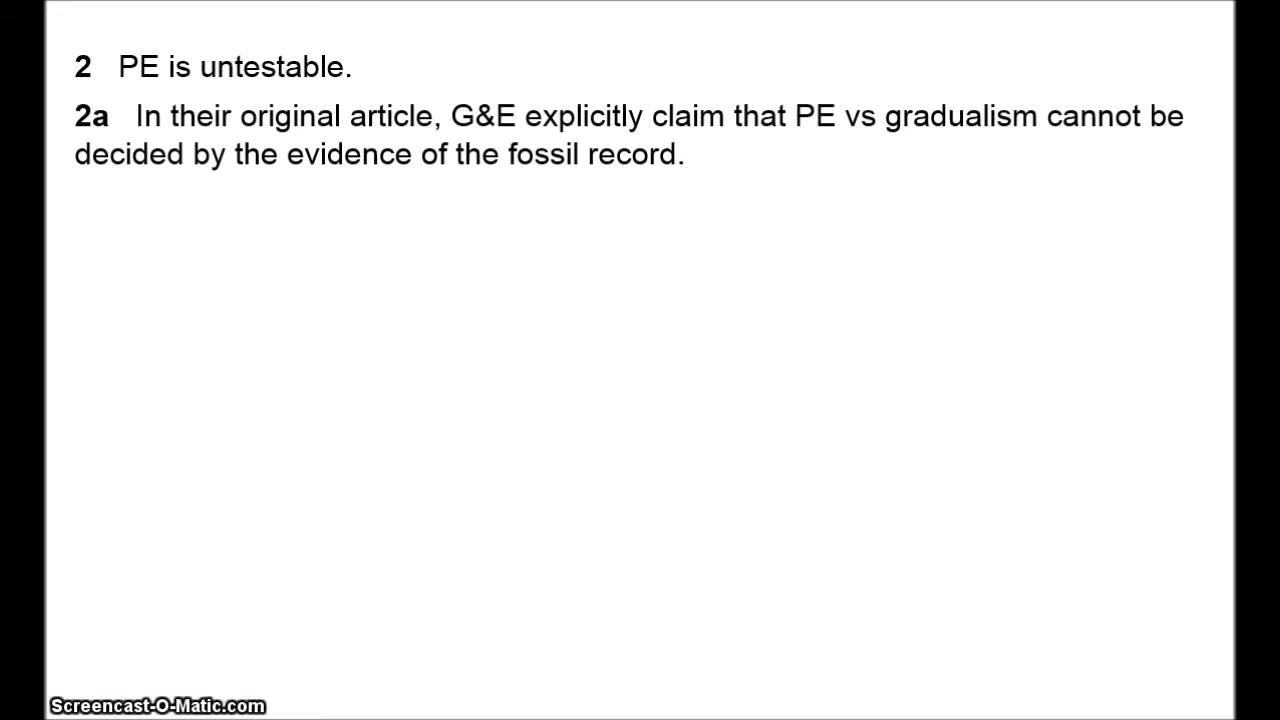 2 PE is untestable.
2a In their original article, G&E explicitly claim that PE vs gradualism cannot be
decided by the evidence of the fossil record.
Screencast-O-Matic.com